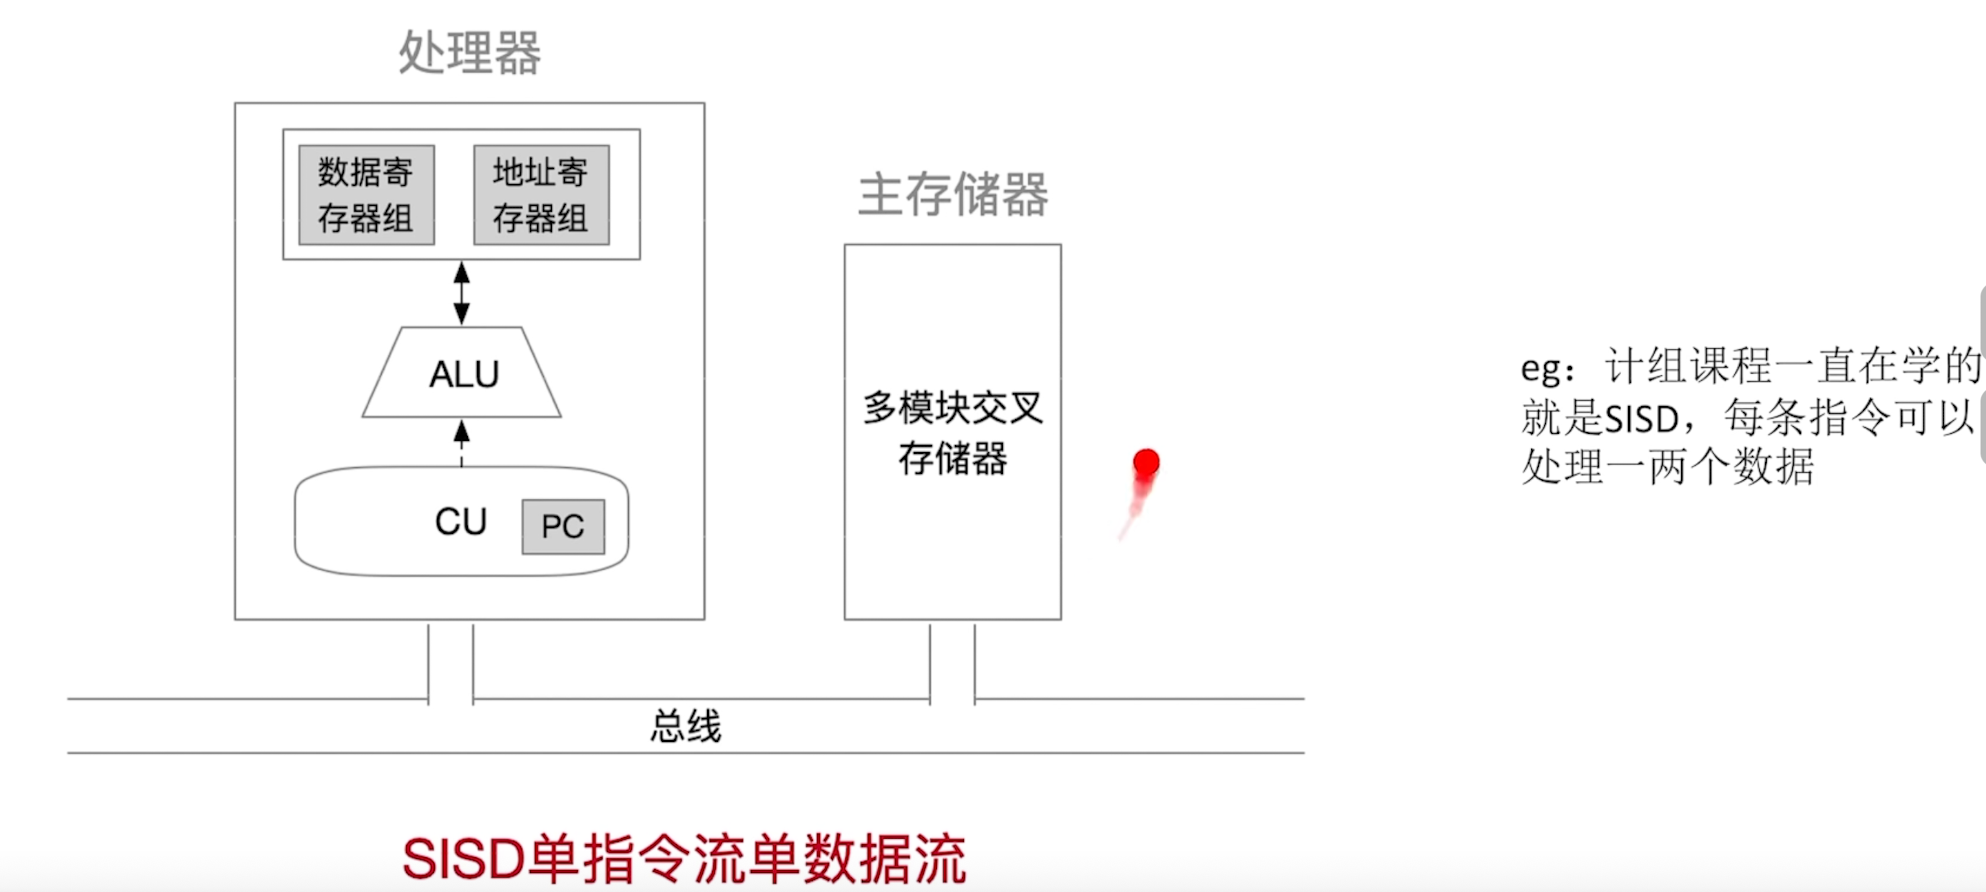 处理器
数据寄
存器组
地址寄
存器组
ALU
CU
PC
主存储器
多模块交叉
存储器
总线
eg：计组课程一直在学的
就是SISD，每条指令可以
处理一两个数据
SISD单指令流单数据流